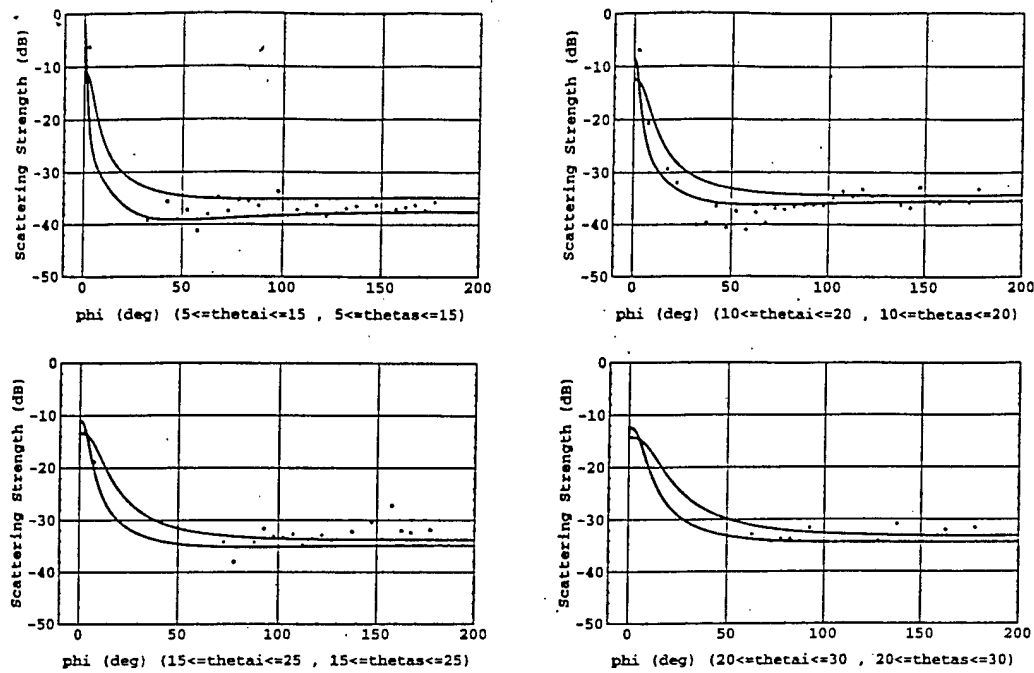 Scattering Strength (dB)
0
-10
-20
-30
-40
-50
0 50 100 150 200
phi (deg) (5<=thetai<=15 , 5<=thetas<=15)
Scattering Strength (dB)
0
-10
-20
-30
-40
-50
0 50 100 150 200
phi (deg) (10<=thetai<=20 , 10<=thetas<=20)
Scattering Strength (dB)
0
-10
-20
-30
-40
-50
0 50 100 150 200
phi (deg) (15<=thetai<=25 , 15<=thetas<=25)
Scattering Strength (dB)
0
-10
-20
-30
-40
-50
0 50 100 150 200
phi (deg) (20<=thetai<=30 , 20<=thetas<=30)